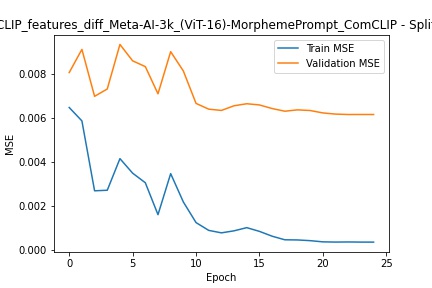 CLIP_features_diff_Meta-AI-3k_(ViT-16)-MorphemePrompt_ComCLIP - Split
Train MSE
Validation MSE
0.008
0.006
0.004
0.002
0.000
MSE
0 5 10 15 20 25
Epoch